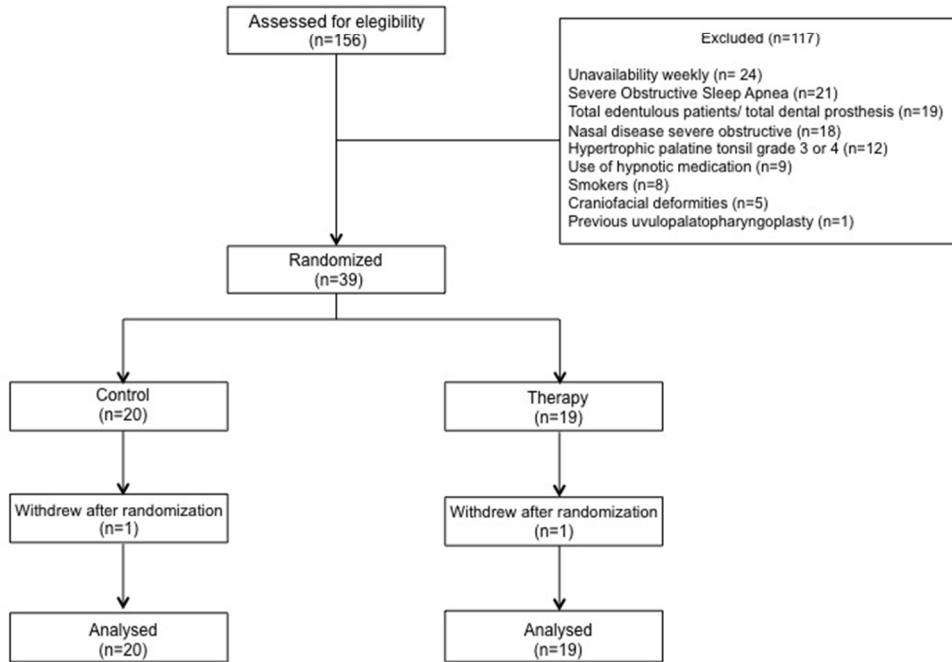 Assessed for elegibility
(n=156)
Excluded (n=117)
Unavailability weekly (n= 24)
Severe Obstructive Sleep Apnea (n=21)
Total edentulous patients/ total dental prosthesis (n=19)
Nasal disease severe obstructive (n=18)
Hypertrophic palatine tonsil grade 3 or 4 (n=12)
Use of hypnotic medication (n=9)
Smokers (n=8)
Craniofacial deformities (n=5)
Previous uvulopalatopharyngoplasty (n=1)
Randomized
(n=39)
Control
(n=20)
Therapy
(n=19)
Withdrew after randomization
(n=1)
Withdrew after randomization
(n=1)
Analysed
(n=20)
Analysed
(n=19)